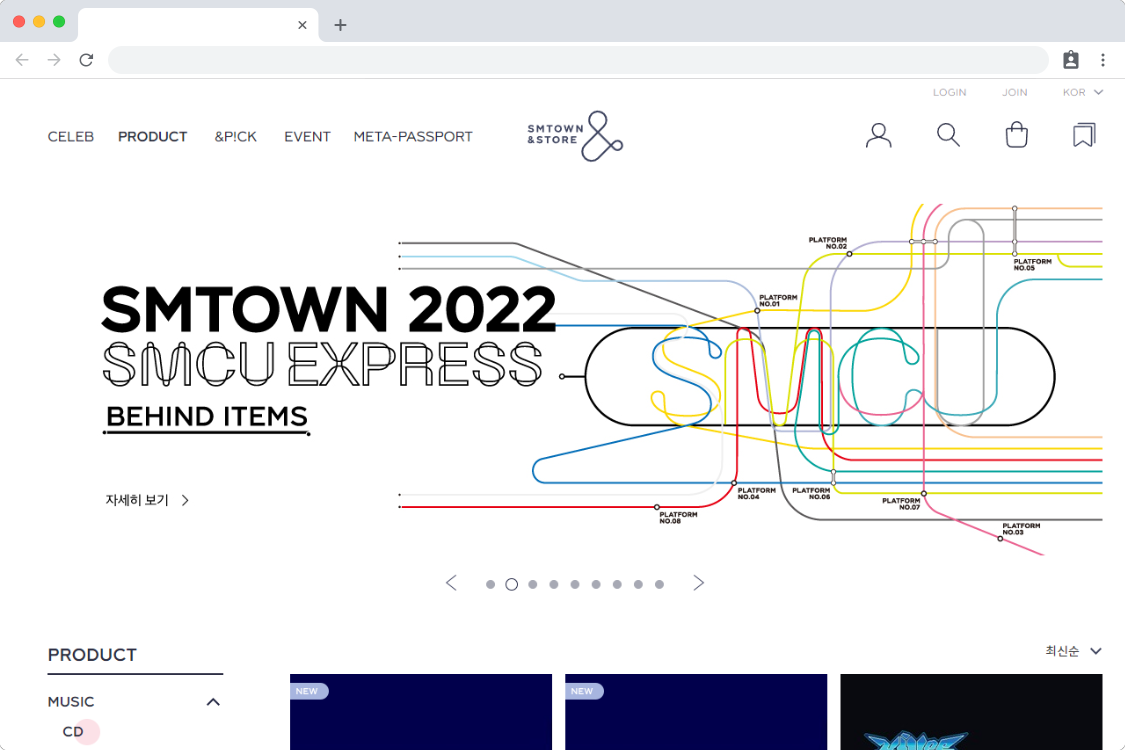 LOGIN JOIN KOR
CELEB PRODUCT &P!CK EVENT META-PASSPORT
SMTOWN
&STORE
SMTOWN 2022
SMCU EXPRESS
BEHIND ITEMS
자세히 보기
PLATFORM
NO.02
PLATFORM
NO.05
PLATFORM
NO.01
SMCU
PLATFORM
NO.04
PLATFORM
NO.06
PLATFORM
NO.07
PLATFORM
NO.08
PLATFORM
NO.03
PRODUCT
최신순
MUSIC
CD
NEW
NEW